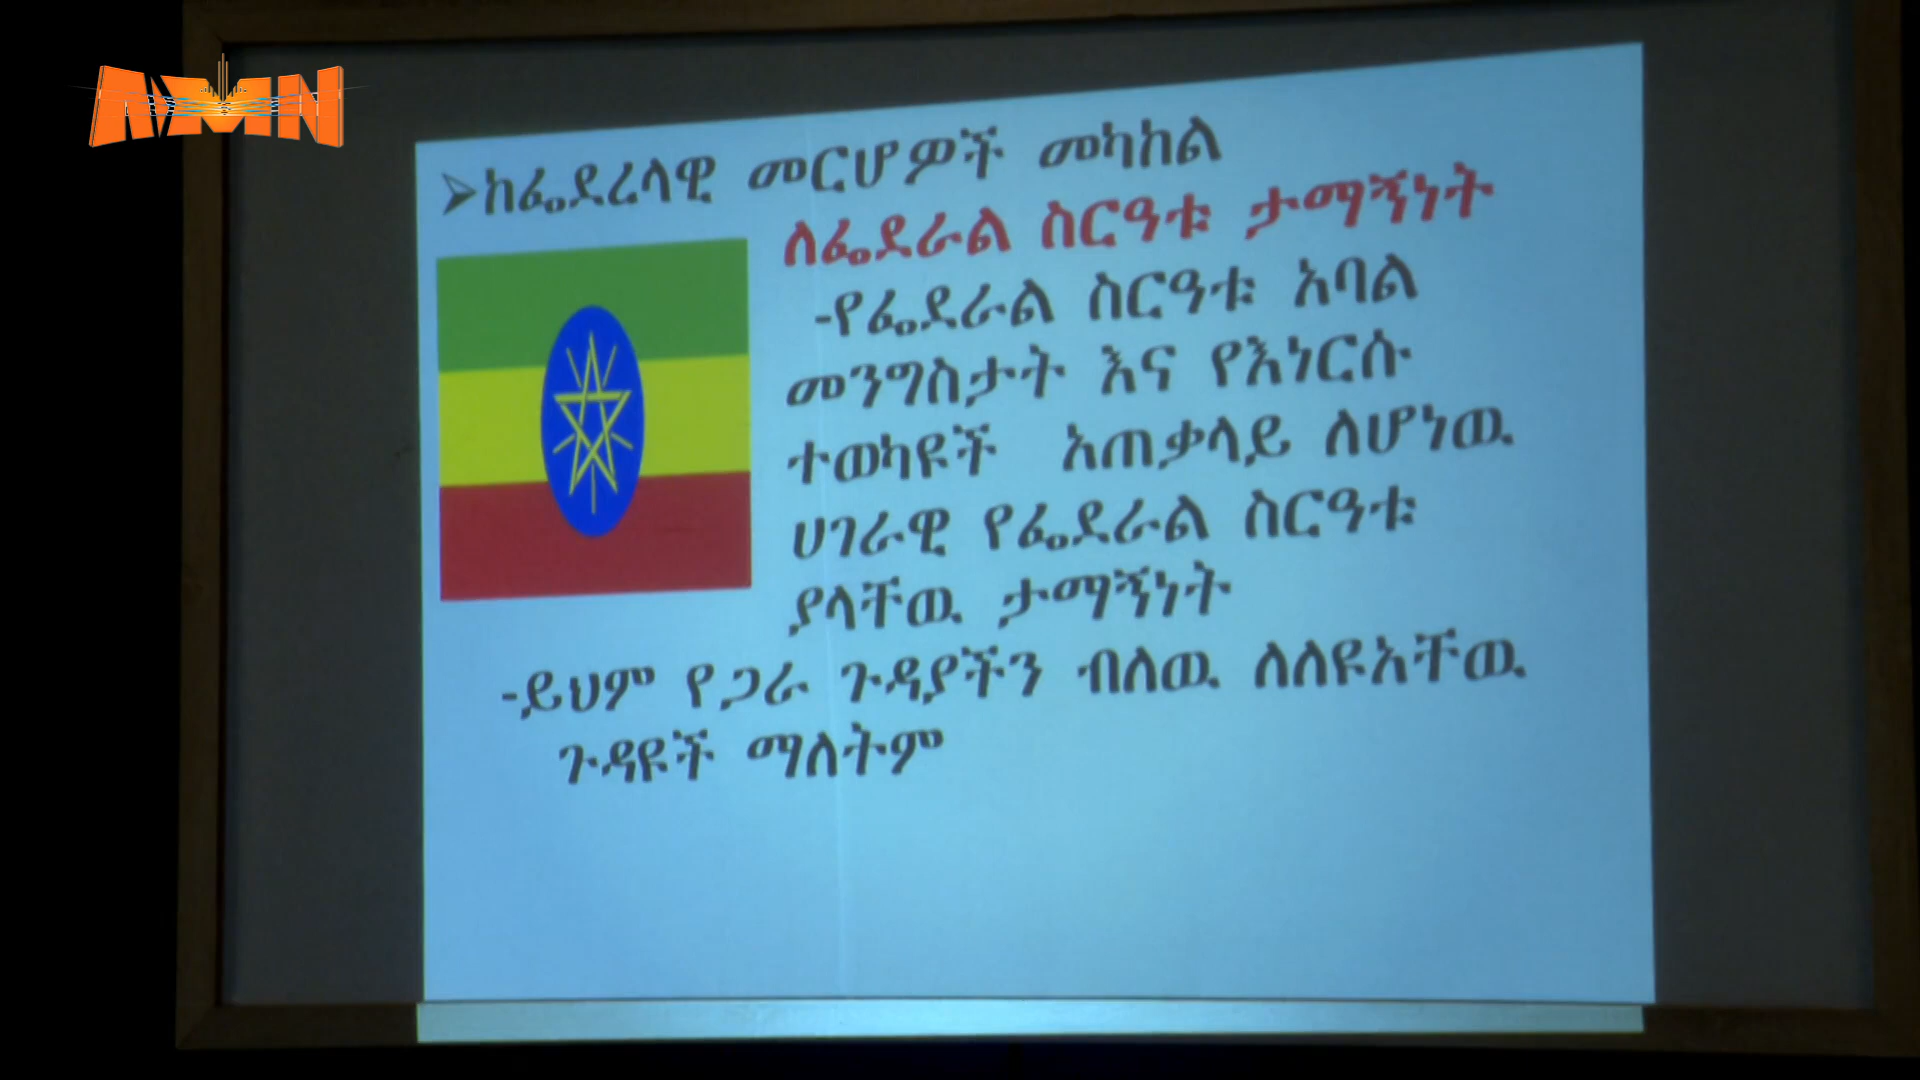 AMN
➢ከፌደረላዊ መርሆዎች መካከል
ለፌደራል ስርዓቱ ታማኝነት
-የፌደራል ስርዓቱ አባል
መንግስታት እና የእነርሱ
ተወካዩች አጠቃላይ ለሆነዉ
ሀገራዊ የፌደራል ስርዓቱ
ያላቸዉ ታማኝነት
-ይህም የጋራ ጉዳያችን ብለዉ ለለዩአቸዉ
ጉዳዩች ማለትም